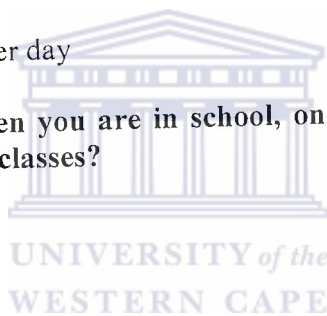 er day
en you are in school, on
classes?
UNIVERSITY of the
WESTERN CAPE